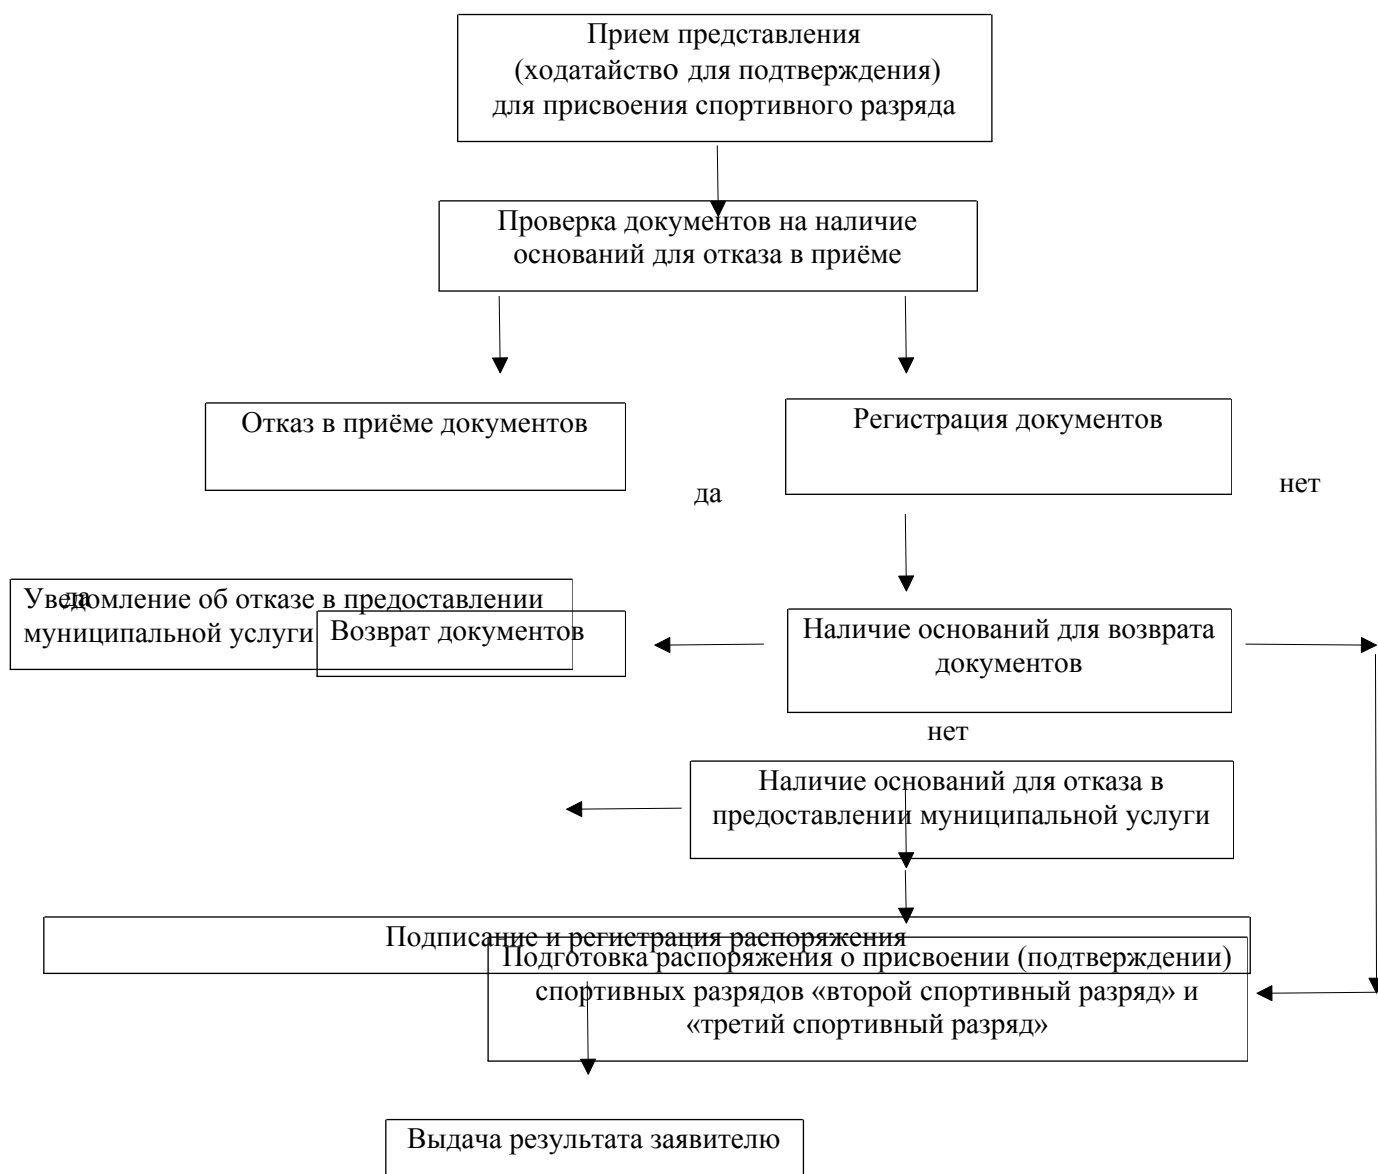 Прием представления
(ходатайство для подтверждения)
для присвоения спортивного разряда
Проверка документов на наличие
оснований для отказа в приёме
Отказ в приёме документов
Регистрация документов
да
нет
Уведомление об отказе в предоставлении
муниципальной услуги
да
Возврат документов
Наличие оснований для возврата
документов
нет
Наличие оснований для отказа в
предоставлении муниципальной услуги
Подписание и регистрация распоряжения
Подготовка распоряжения о присвоении (подтверждении)
спортивных разрядов «второй спортивный разряд» и
«третий спортивный разряд»
Выдача результата заявителю